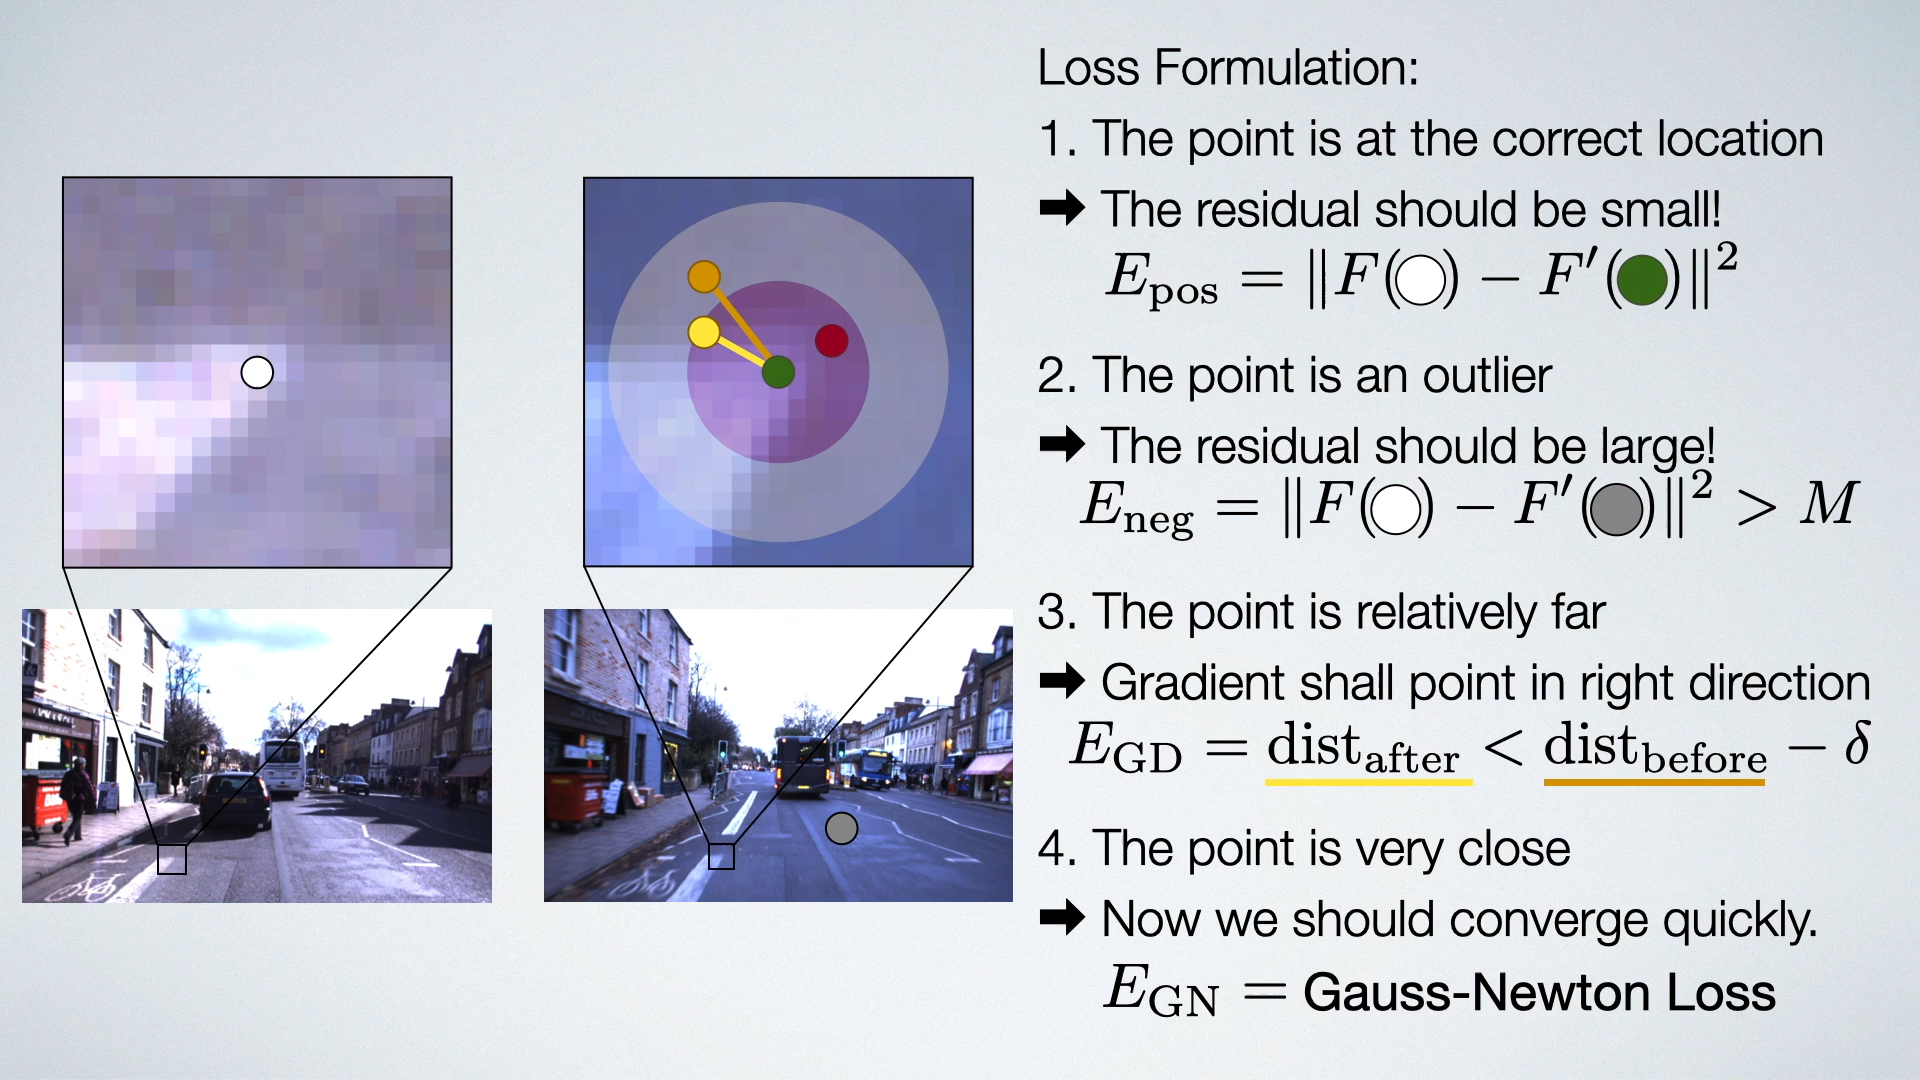 Loss Formulation:
1. The point is at the correct location
➡ The residual should be small!
E_pos = ‖F(○) − F′(●)‖²
2. The point is an outlier
➡ The residual should be large!
E_neg = ‖F(○) − F′(●)‖² > M
3. The point is relatively far
➡ Gradient shall point in right direction
E_GD = dist_after < dist_before − δ
4. The point is very close
➡ Now we should converge quickly.
E_GN = Gauss-Newton Loss